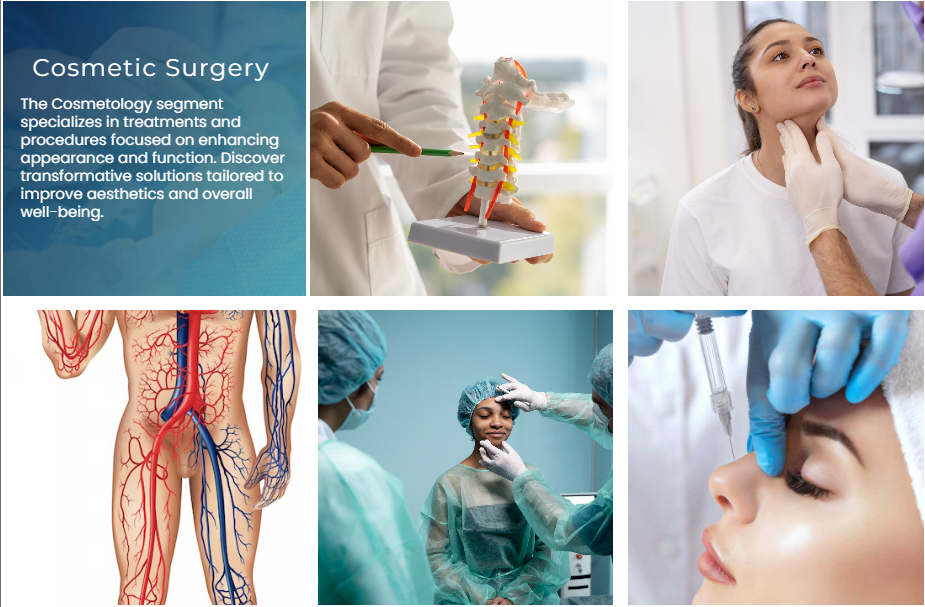 Cosmetic Surgery
The Cosmetology segment
specializes in treatments and
procedures focused on enhancing
appearance and function. Discover
transformative solutions tailored to
improve aesthetics and overall
well-being.